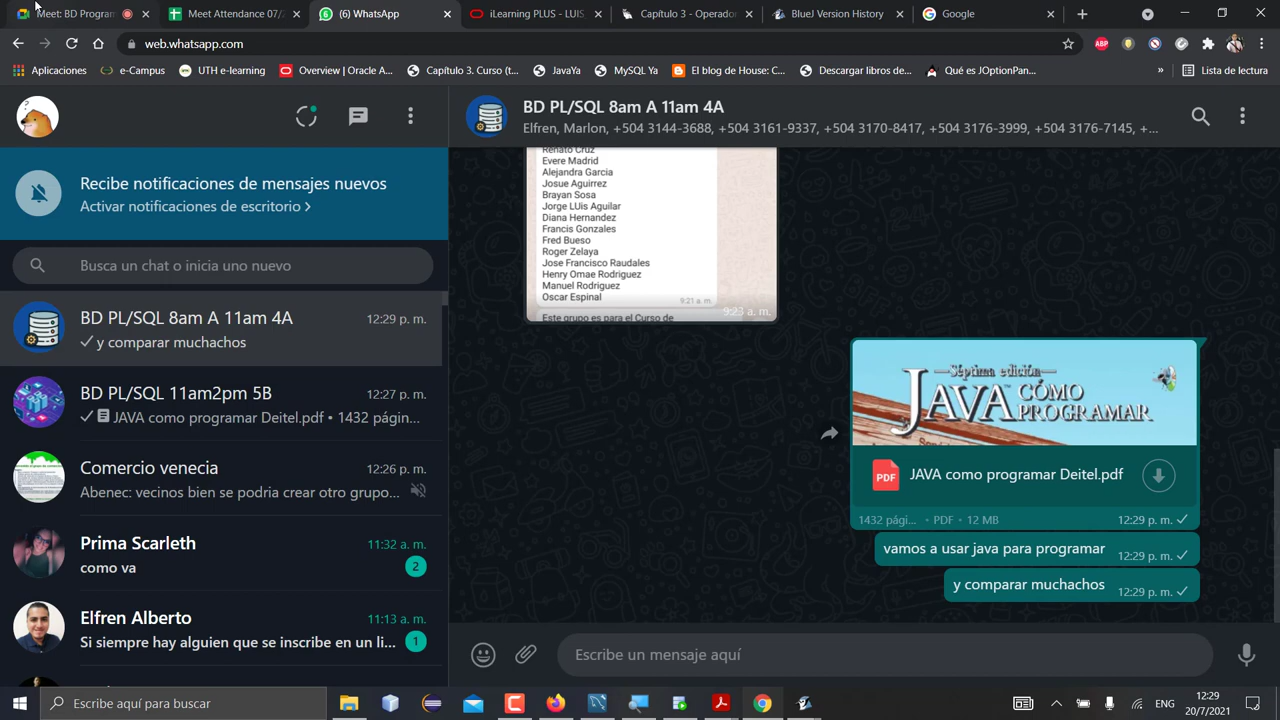 Meet: BD Program
Meet Attendance 07/
(6) WhatsApp
iLearning PLUS - LUIS,
Capítulo 3 - Operador
BlueJ Version History
Google
web.whatsapp.com
ABP
Aplicaciones
e-Campus
UTH e-learning
Overview | Oracle A...
Capítulo 3. Curso (t...
JavaYa
MySQL Ya
El blog de House: C...
Descargar libros de...
Qué es JOptionPan...
»
Lista de lectura
BD PL/SQL 8am A 11am 4A
Elfren, Marlon, +504 3144-3688, +504 3161-9337, +504 3170-8417, +504 3176-3999, +504 3176-7145, +...
Recibe notificaciones de mensajes nuevos
Activar notificaciones de escritorio >
Busca un chat o inicia uno nuevo
BD PL/SQL 8am A 11am 4A
12:29 p. m.
y comparar muchachos
BD PL/SQL 11am2pm 5B
12:27 p. m.
JAVA como programar Deitel.pdf • 1432 págin...
Comercio venecia
12:26 p. m.
Abenec: vecinos bien se podria crear otro grupo...
Prima Scarleth
11:32 a. m.
como va
2
Elfren Alberto
11:13 a. m.
Si siempre hay alguien que se inscribe en un li...
1
Renato Cruz
Evere Madrid
Alejandra Garcia
Josue Aguirrez
Brayan Sosa
Jorge LUis Aguilar
Diana Hernandez
Francis Gonzales
Fred Bueso
Roger Zelaya
Jose Francisco Raudales
Henry Omae Rodriguez
Manuel Rodriguez
Oscar Espinal
9:21 a. m.
Este grupo es para el Curso de
9:23 a. m.
Séptima edición
JAVA™ CÓMO
PROGRAMAR
PDF
JAVA como programar Deitel.pdf
1432 pági... • PDF • 12 MB
12:29 p. m.
vamos a usar java para programar
12:29 p. m.
y comparar muchachos
12:29 p. m.
Escribe un mensaje aquí
Escribe aquí para buscar
ENG
12:29
20/7/2021